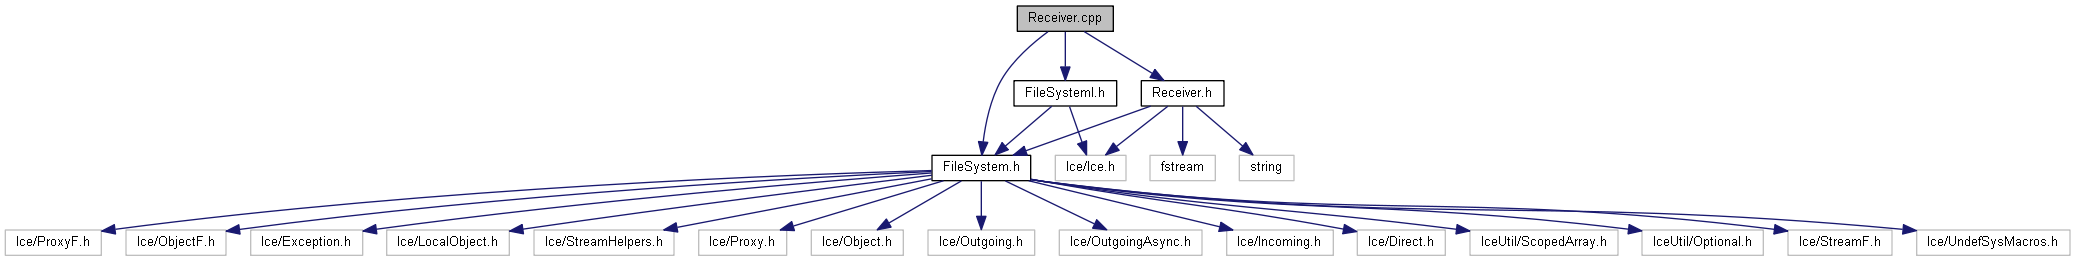 Receiver.cpp
FileSystemI.h
Receiver.h
FileSystem.h
Ice/Ice.h
fstream
string
Ice/ProxyF.h
Ice/ObjectF.h
Ice/Exception.h
Ice/LocalObject.h
Ice/StreamHelpers.h
Ice/Proxy.h
Ice/Object.h
Ice/Outgoing.h
Ice/OutgoingAsync.h
Ice/Incoming.h
Ice/Direct.h
IceUtil/ScopedArray.h
IceUtil/Optional.h
Ice/StreamF.h
Ice/UndefSysMacros.h